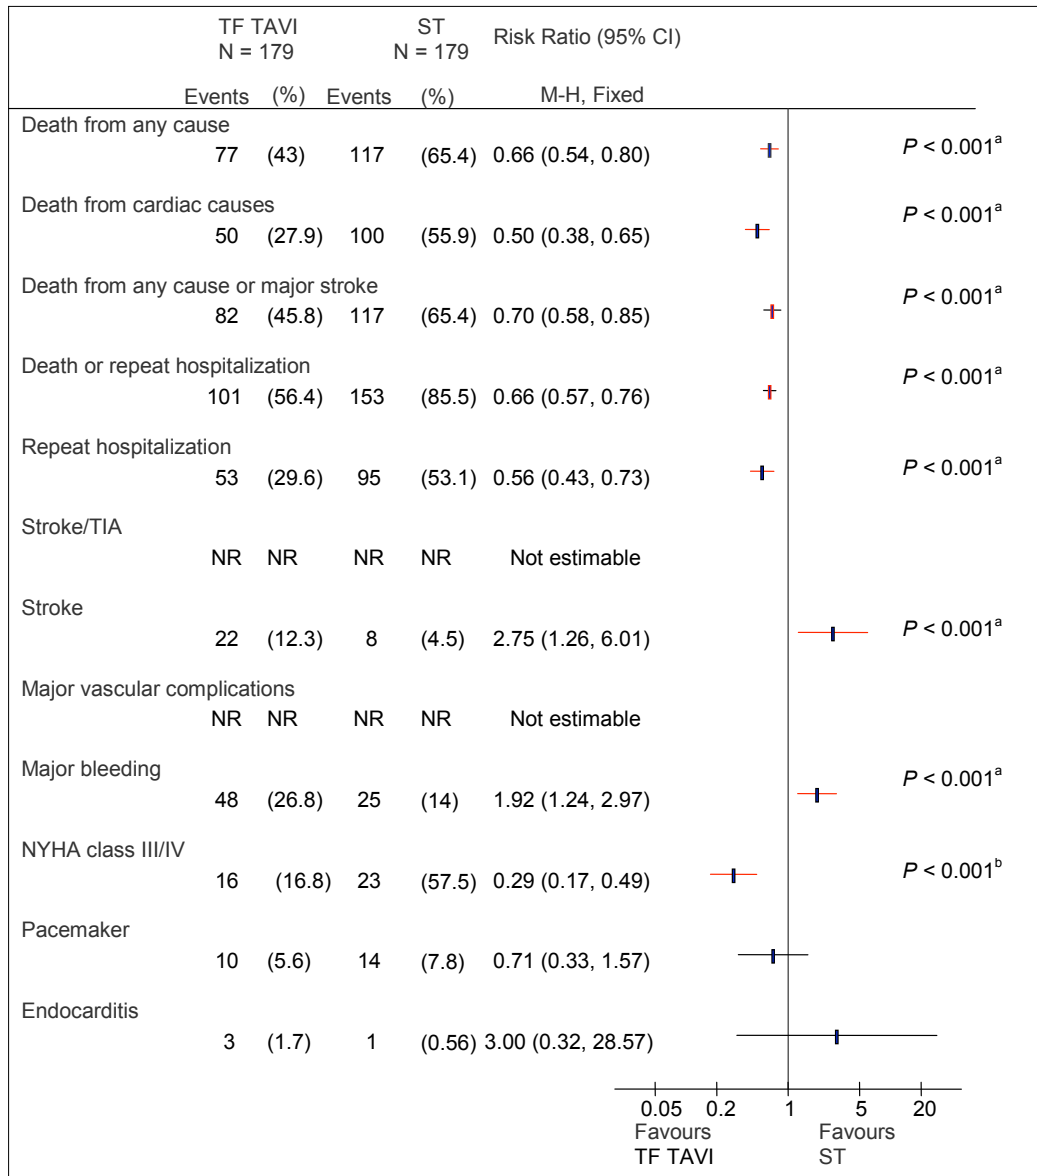 TF TAVI ST Risk Ratio (95% CI)
N = 179 N = 179
Events (%) Events (%) M-H, Fixed
Death from any cause
77 (43) 117 (65.4) 0.66 (0.54, 0.80) P < 0.001a
Death from cardiac causes
50 (27.9) 100 (55.9) 0.50 (0.38, 0.65) P < 0.001a
Death from any cause or major stroke
82 (45.8) 117 (65.4) 0.70 (0.58, 0.85) P < 0.001a
Death or repeat hospitalization
101 (56.4) 153 (85.5) 0.66 (0.57, 0.76) P < 0.001a
Repeat hospitalization
53 (29.6) 95 (53.1) 0.56 (0.43, 0.73) P < 0.001a
Stroke/TIA
NR NR NR NR Not estimable
Stroke
22 (12.3) 8 (4.5) 2.75 (1.26, 6.01) P < 0.001a
Major vascular complications
NR NR NR NR Not estimable
Major bleeding
48 (26.8) 25 (14) 1.92 (1.24, 2.97) P < 0.001a
NYHA class III/IV
16 (16.8) 23 (57.5) 0.29 (0.17, 0.49) P < 0.001b
Pacemaker
10 (5.6) 14 (7.8) 0.71 (0.33, 1.57)
Endocarditis
3 (1.7) 1 (0.56) 3.00 (0.32, 28.57)
0.05 0.2 1 5 20
Favours Favours
TF TAVI ST